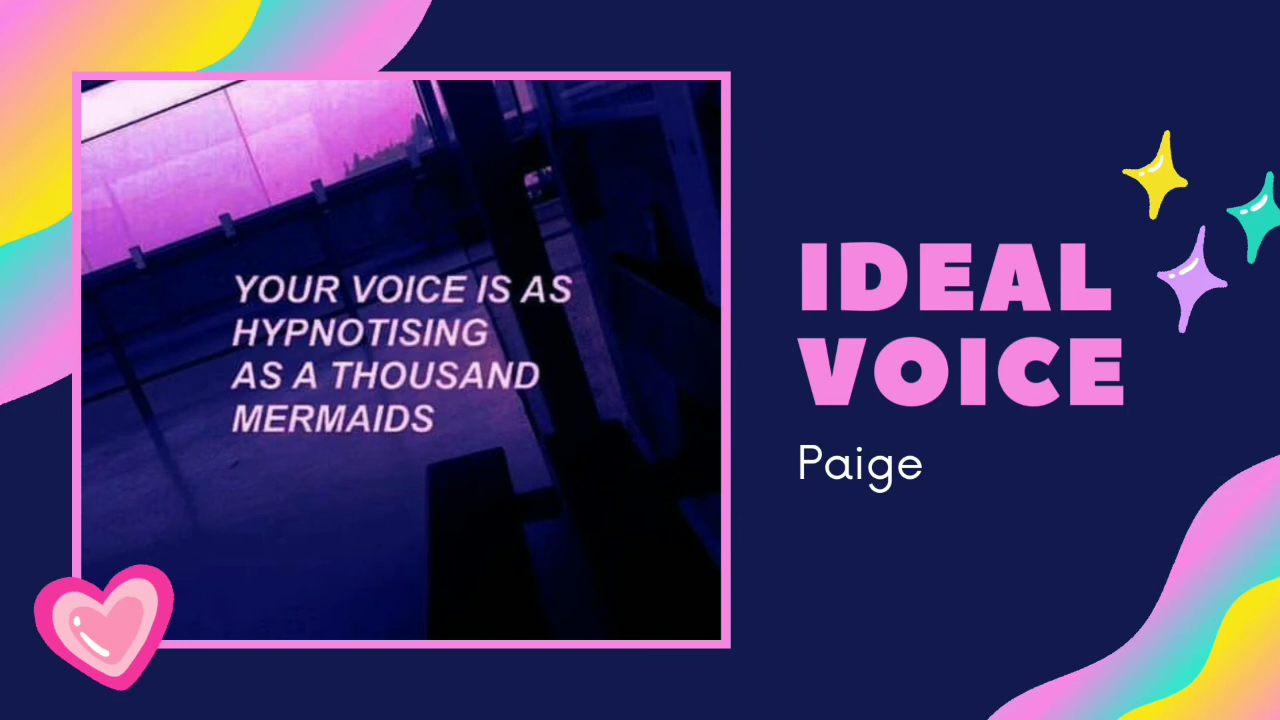 YOUR VOICE IS AS
HYPNOTISING
AS A THOUSAND
MERMAIDS
IDEAL
VOICE
Paige